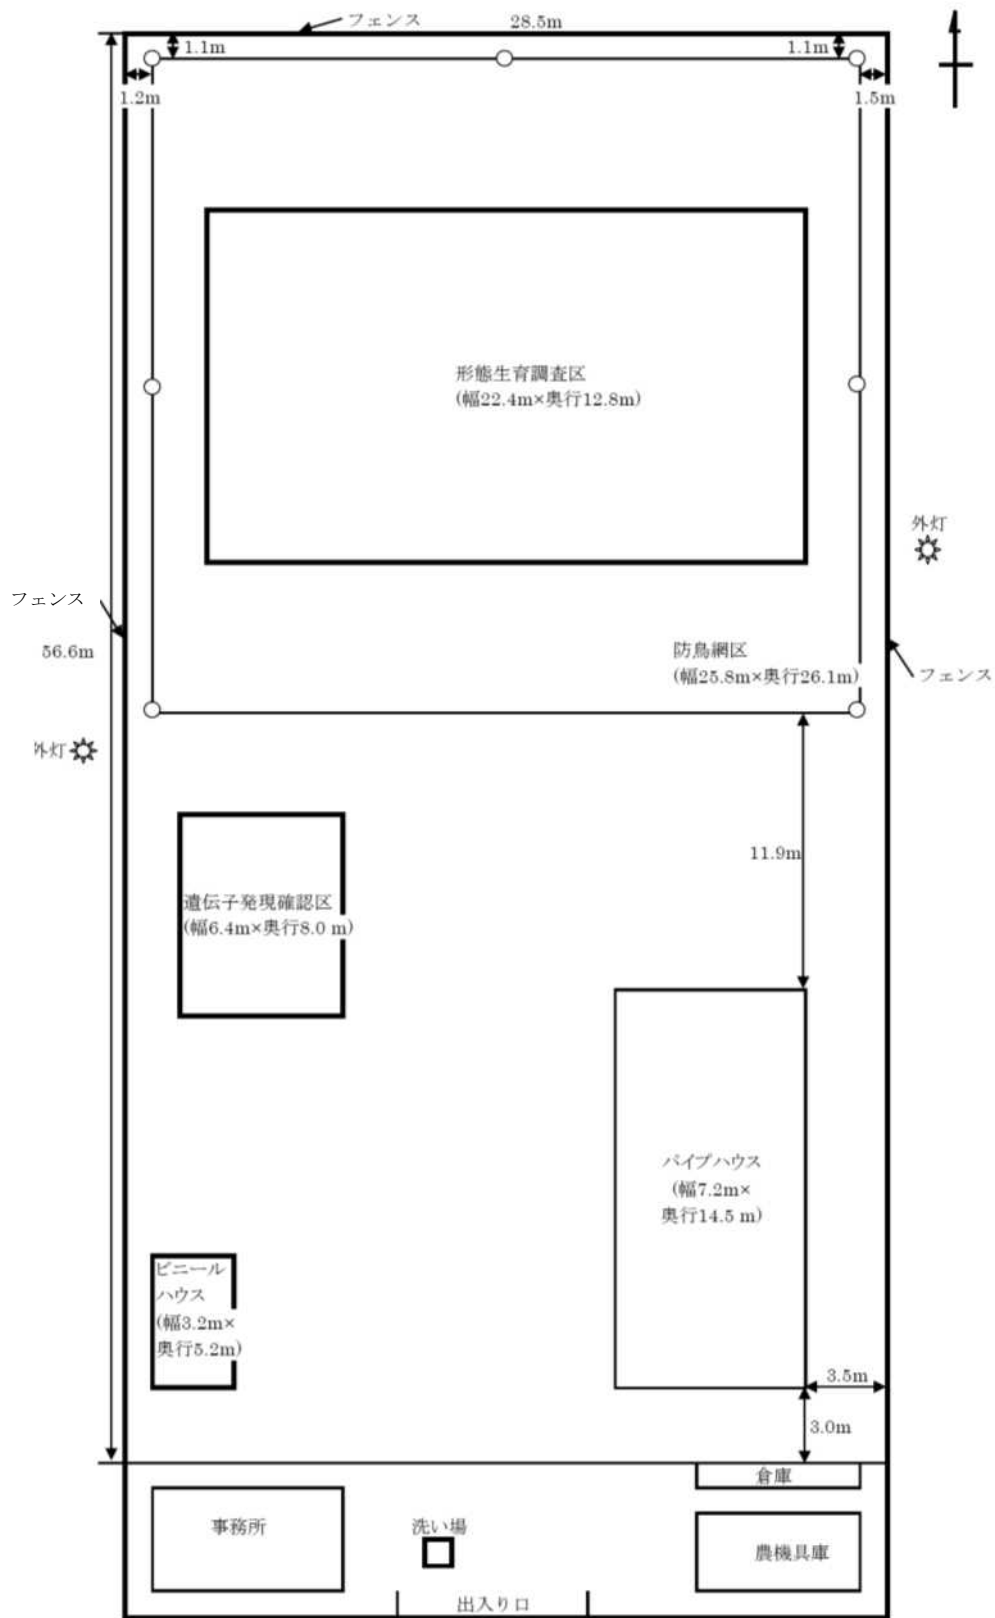 フェンス
28.5m
1.1m
1.1m
1.2m
1.5m
形態生育調査区
(幅22.4m×奥行12.8m)
外灯
フェンス
56.6m
防鳥網区
(幅25.8m×奥行26.1m)
フェンス
外灯
11.9m
遺伝子発現確認区
(幅6.4m×奥行8.0 m)
パイプハウス
(幅7.2m×
奥行14.5 m)
ビニール
ハウス
(幅3.2m×
奥行5.2m)
3.5m
3.0m
倉庫
事務所
洗い場
農機具庫
出入り口